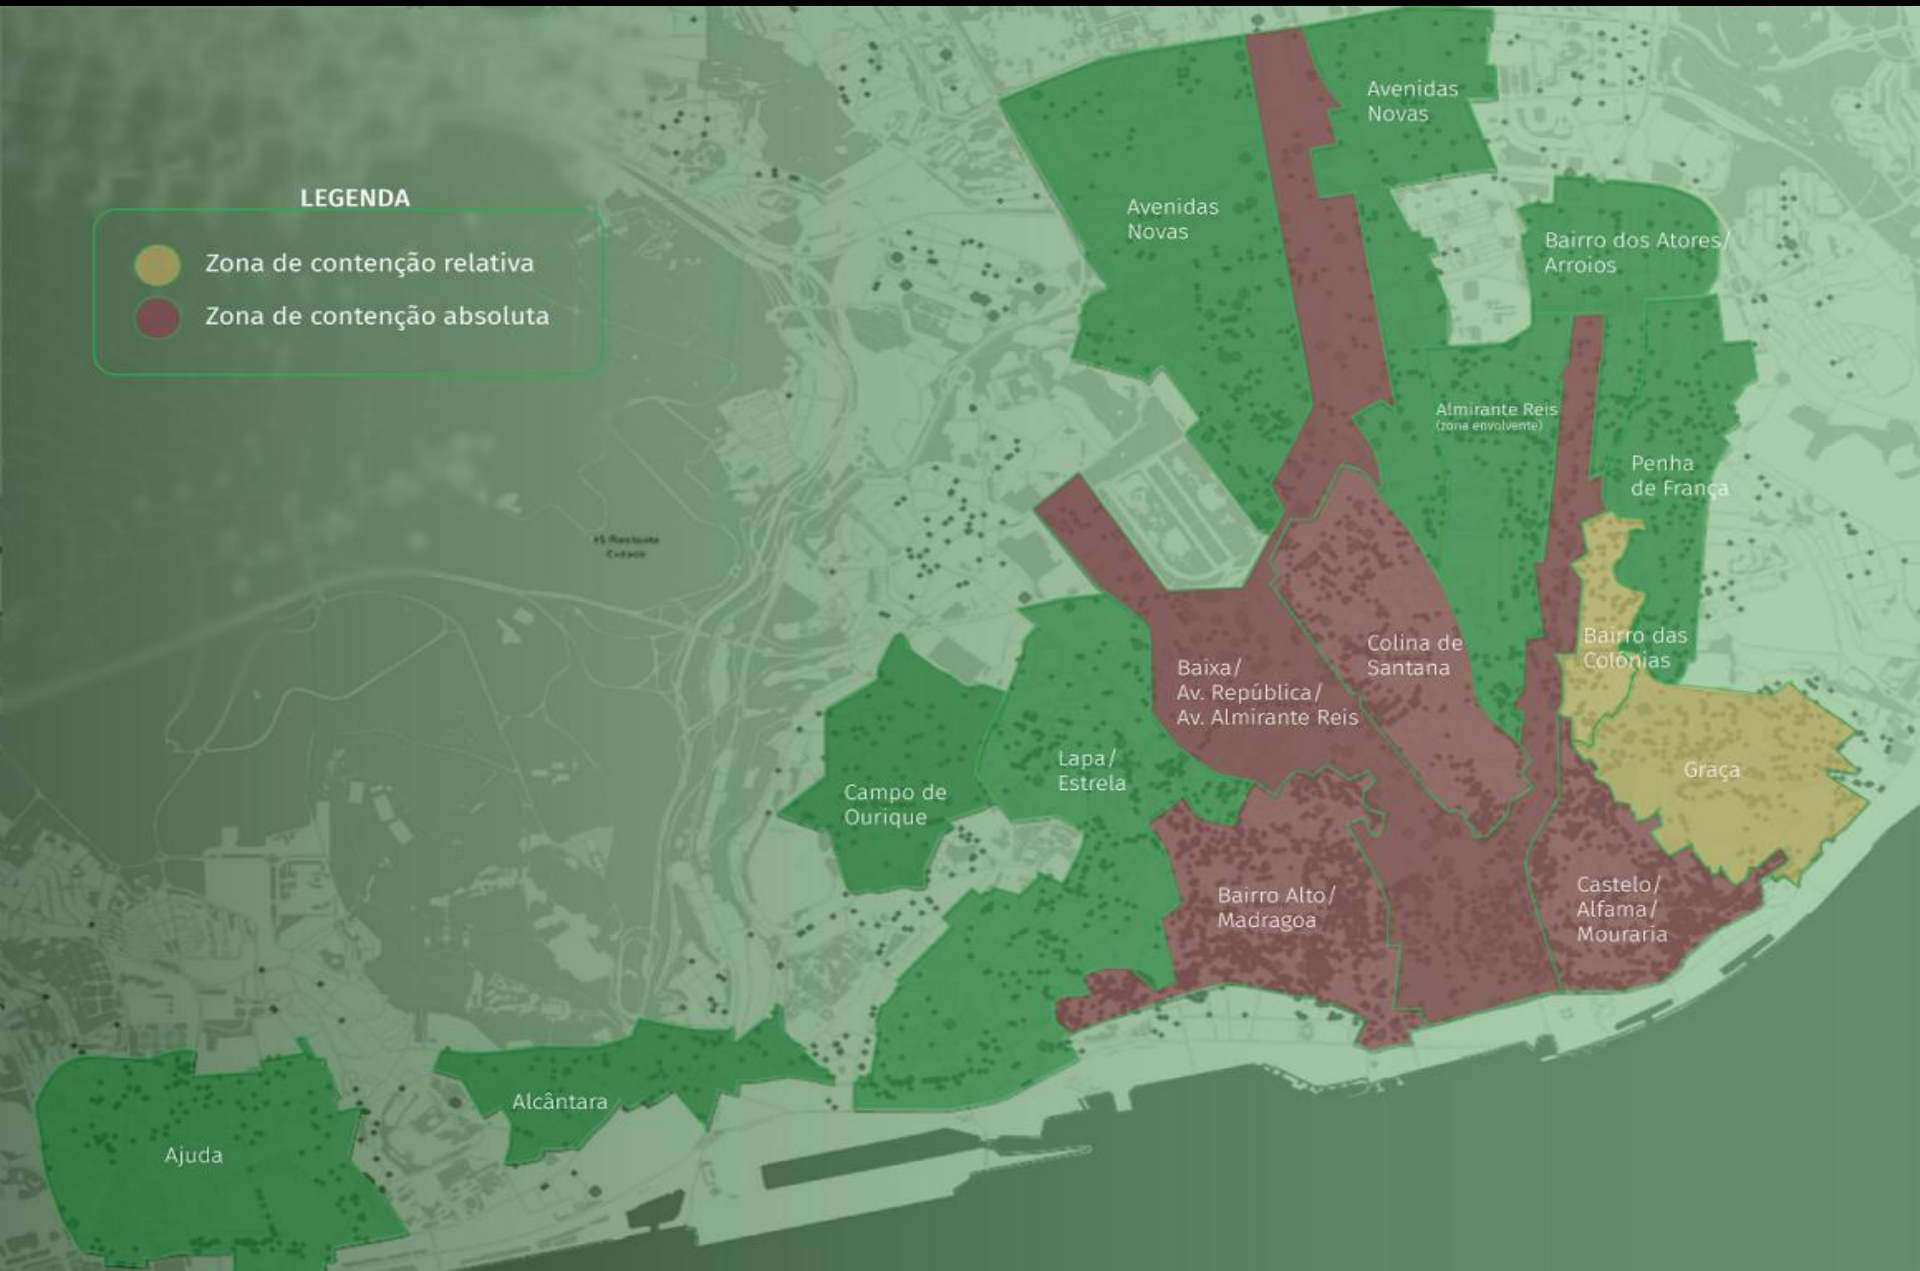 LEGENDA
Zona de contenção relativa
Zona de contenção absoluta
Avenidas
Novas
Avenidas
Novas
Bairro dos Atores/
Arroios
Almirante Reis
(zona envolvente)
Penha
de França
Bairro das
Colónias
Colina de
Santana
Baixa/
Av. República/
Av. Almirante Reis
Lapa/
Estrela
Campo de
Ourique
Graça
Bairro Alto/
Madragoa
Castelo/
Alfama/
Mouraria
Alcântara
Ajuda